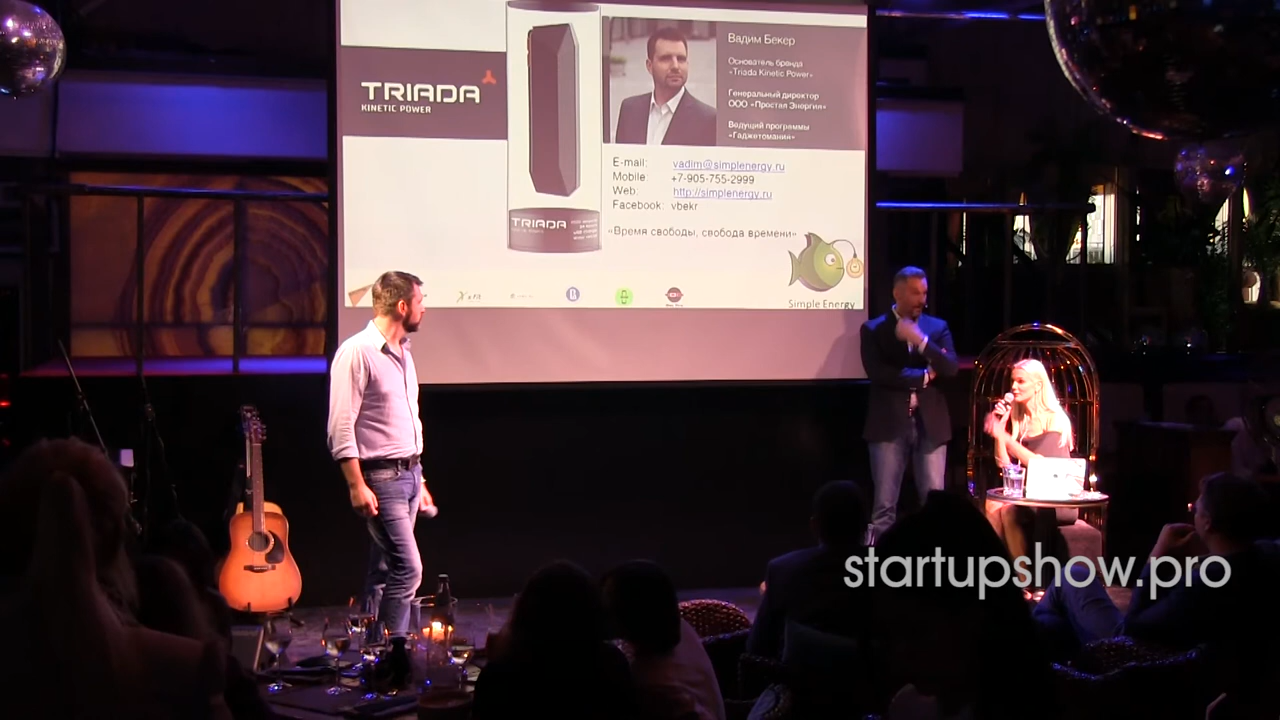 TRIADA
KINETIC POWER
TRIADA
Вадим Бекер
Основатель бренда
«Triada Kinetic Power»
Генеральный директор
ООО «Простая Энергия»
Ведущий программы
«Гаджетомания»
E-mail: vadim@simplenergy.ru
Mobile +7-905-755-2999
Web: http://simplenergy.ru
Facebook: vbekr
«Время свободы, свобода времени»
Simple Energy
startupshow.pro